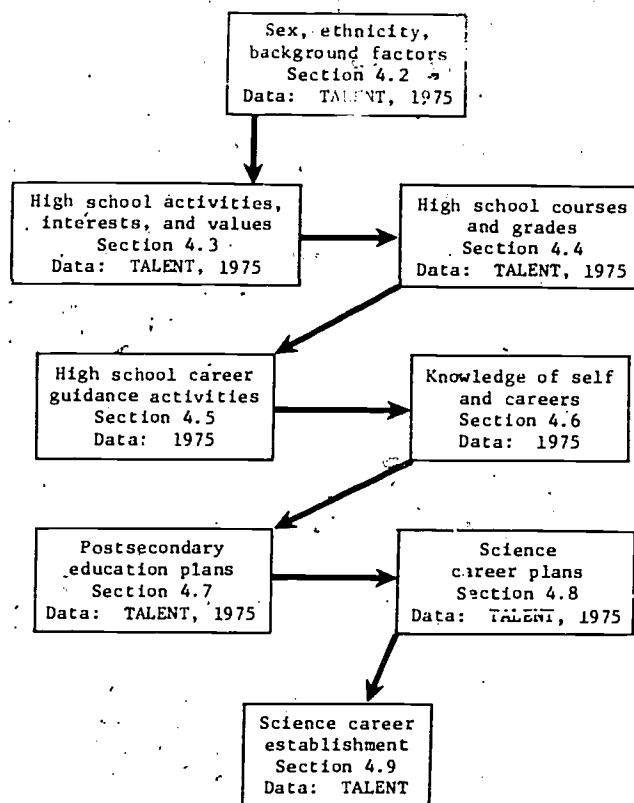 Sex, ethnicity,
background factors
Section 4.2
Data: TALENT, 1975
High school activities,
interests, and values
Section 4.3
Data: TALENT, 1975
High school courses
and grades
Section 4.4
Data: TALENT, 1975
High school career
guidance activities
Section 4.5
Data: 1975
Knowledge of self
and careers
Section 4.6
Data: 1975
Postsecondary
education plans
Section 4.7
Data: TALENT, 1975
Science
career plans
Section 4.8
Data: TALENT, 1975
Science career
establishment
Section 4.9
Data: TALENT